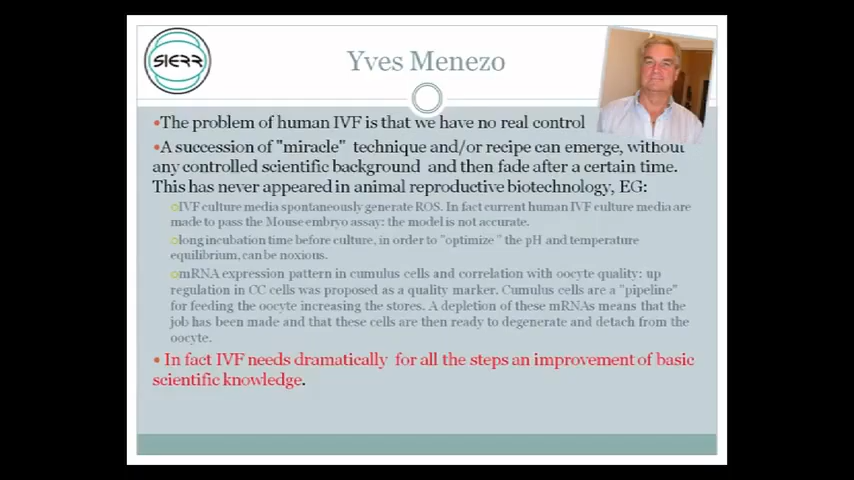 SIERR
Yves Menezo
•The problem of human IVF is that we have no real control
•A succession of "miracle" technique and/or recipe can emerge, without
any controlled scientific background and then fade after a certain time.
This has never appeared in animal reproductive biotechnology, EG:
oIVF culture media spontaneously generate ROS. In fact current human IVF culture media are
made to pass the Mouse embryo assay: the model is not accurate.
olong incubation time before culture, in order to "optimize" the pH and temperature
equilibrium, can be noxious.
omRNA expression pattern in cumulus cells and correlation with oocyte quality: up
regulation in CC cells was proposed as a quality marker. Cumulus cells are a "pipeline"
for feeding the oocyte increasing the stores. A depletion of these mRNAs means that the
job has been made and that these cells are then ready to degenerate and detach from the
oocyte.
• In fact IVF needs dramatically for all the steps an improvement of basic
scientific knowledge.